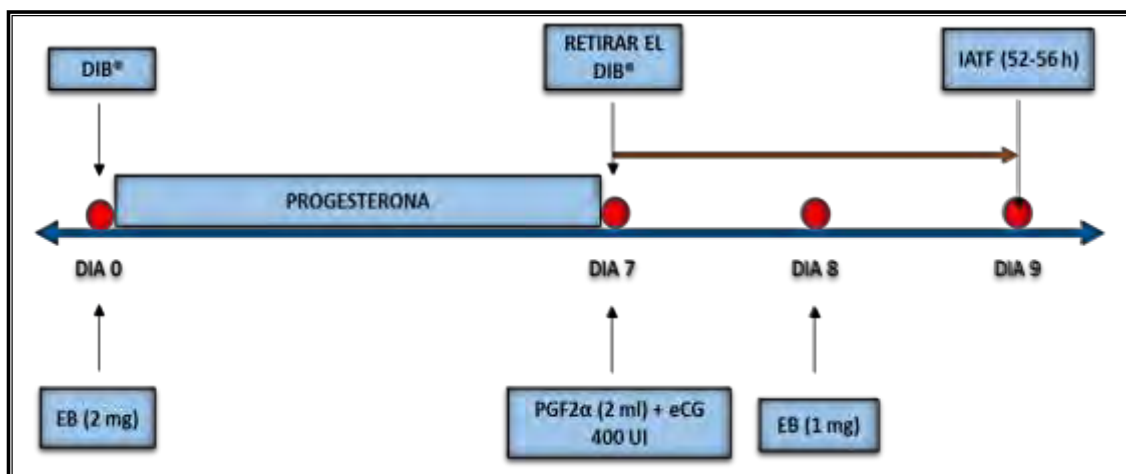 DIB®
RETIRAR EL
DIB®
IATF (52-56 h)
PROGESTERONA
DIA 0
DIA 7
DIA 8
DIA 9
EB (2 mg)
PGF2α (2 ml) + eCG
400 UI
EB (1 mg)